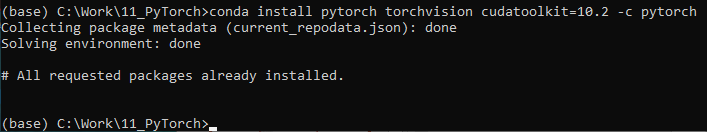 (base) C:\Work\11_PyTorch>conda install pytorch torchvision cudatoolkit=10.2 -c pytorch
Collecting package metadata (current_repodata.json): done
Solving environment: done
# All requested packages already installed.
(base) C:\Work\11_PyTorch>_